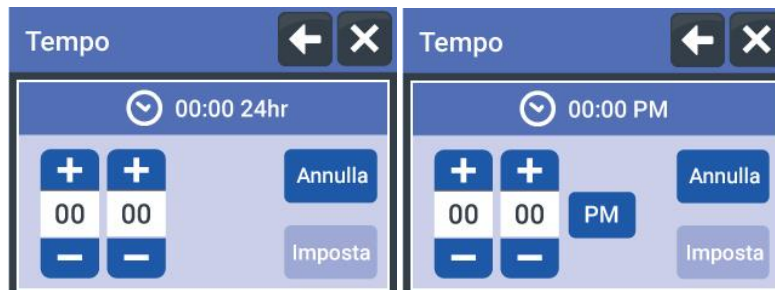 Tempo
00:00 24hr
00 00
Annulla
Imposta
Tempo
00:00 PM
00 00 PM
Annulla
Imposta